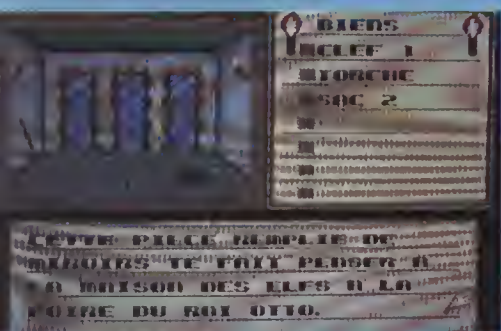 BIENS
CLEF 1
TORCHE
SAC 2
CETTE PIECE REMPLIE DE
MIROIRS TE FAIT PENSER A
LA MAISON DES ELFS A LA
FOIRE DU ROI OTTO.